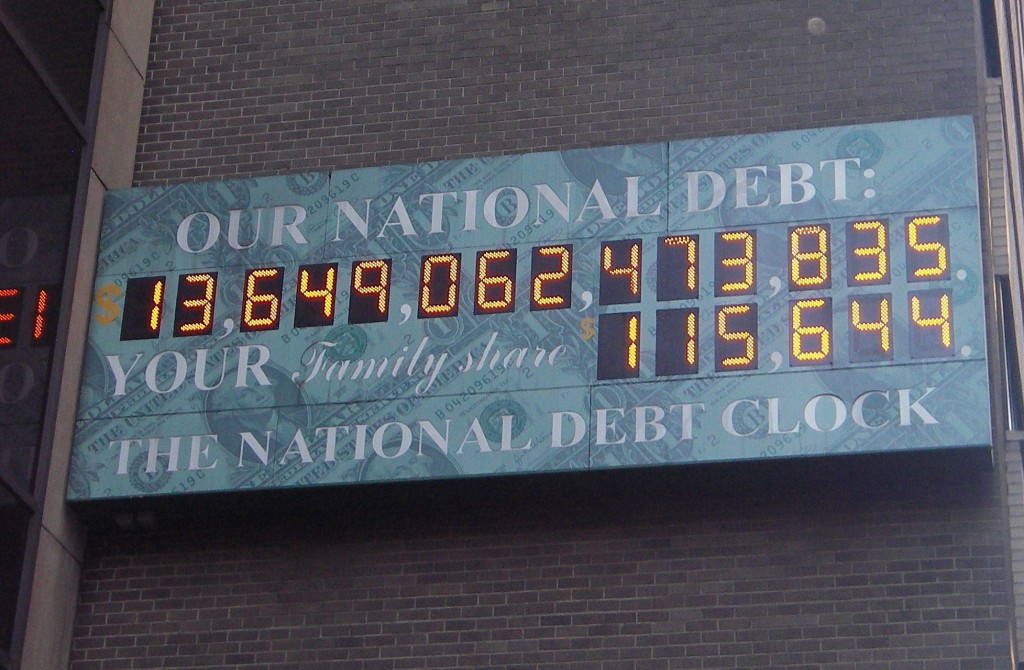 OUR NATIONAL DEBT:
$13,649,062,473,835.
YOUR Family share $115,644.
THE NATIONAL DEBT CLOCK